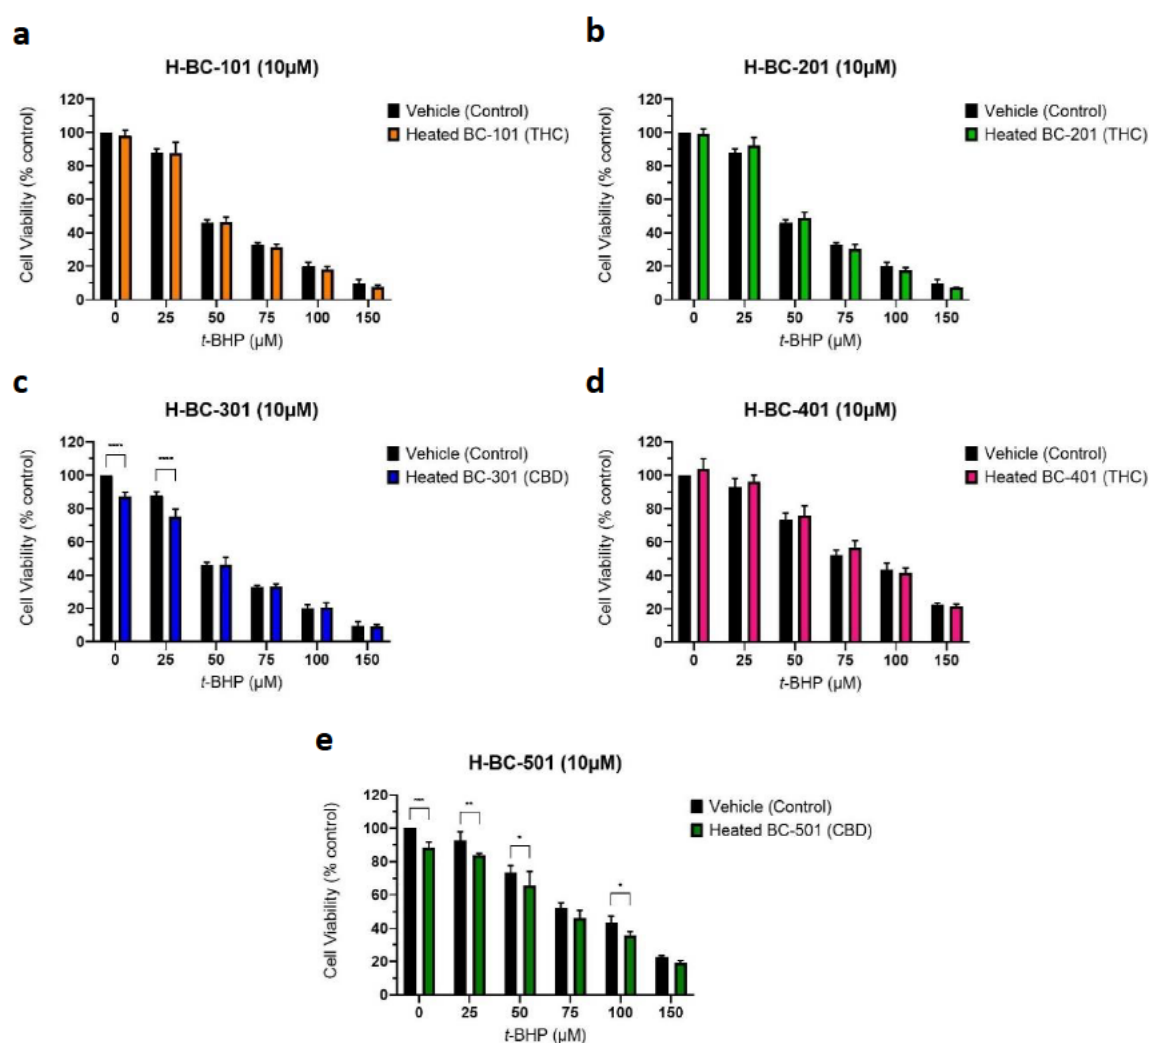 a
H-BC-101 (10µM)
Cell Viability (% control)
120
100
80
60
40
20
0
0 25 50 75 100 150
t-BHP (µM)
Vehicle (Control)
Heated BC-101 (THC)
b
H-BC-201 (10µM)
Cell Viability (% control)
120
100
80
60
40
20
0
0 25 50 75 100 150
t-BHP (µM)
Vehicle (Control)
Heated BC-201 (THC)
c
H-BC-301 (10µM)
Cell Viability (% control)
120
100
80
60
40
20
0
**** ****
0 25 50 75 100 150
t-BHP (µM)
Vehicle (Control)
Heated BC-301 (CBD)
d
H-BC-401 (10µM)
Cell Viability (% control)
120
100
80
60
40
20
0
0 25 50 75 100 150
t-BHP (µM)
Vehicle (Control)
Heated BC-401 (THC)
e
H-BC-501 (10µM)
Cell Viability (% control)
120
100
80
60
40
20
0
** * *
0 25 50 75 100 150
t-BHP (µM)
Vehicle (Control)
Heated BC-501 (CBD)